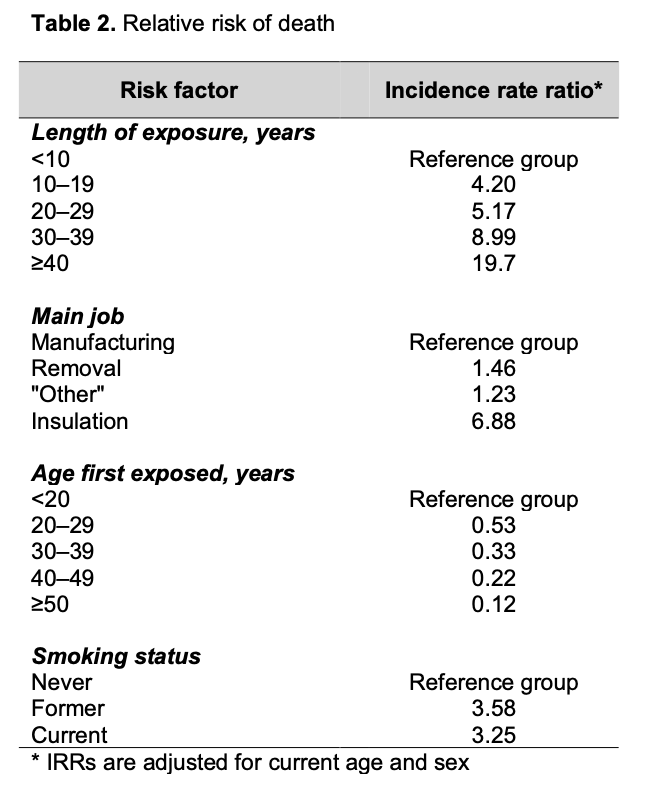 Table 2. Relative risk of death
Risk factor Incidence rate ratio*
Length of exposure, years
<10 Reference group
10–19 4.20
20–29 5.17
30–39 8.99
≥40 19.7
Main job
Manufacturing Reference group
Removal 1.46
"Other" 1.23
Insulation 6.88
Age first exposed, years
<20 Reference group
20–29 0.53
30–39 0.33
40–49 0.22
≥50 0.12
Smoking status
Never Reference group
Former 3.58
Current 3.25
* IRRs are adjusted for current age and sex